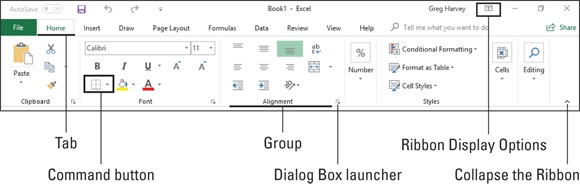 AutoSave Off Book1 - Excel Greg Harvey
File Home Insert Draw Page Layout Formulas Data Review View Developer Help Tell me what you want to do Share
Calibri 11 Conditional Formatting
Paste B I U A A ab c Number Format as Table Cells Editing
A Cell Styles
Clipboard Font Alignment Styles
Tab Group Ribbon Display Options
Command button Dialog Box launcher Collapse the Ribbon